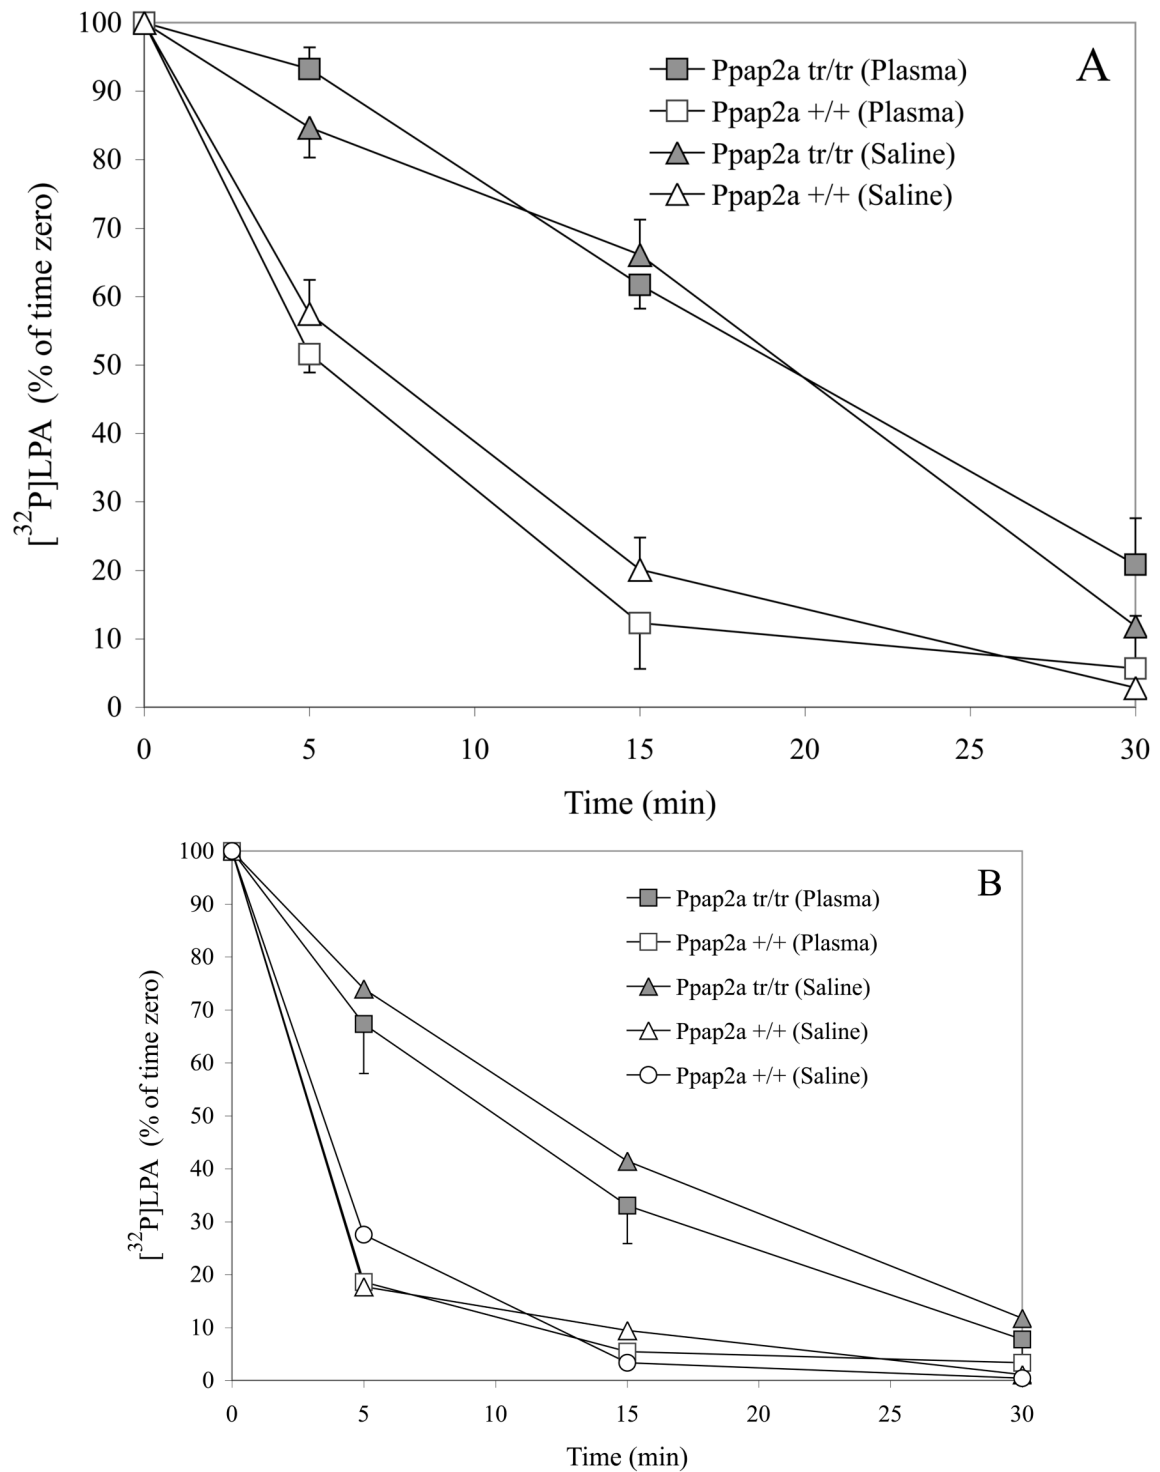 A
100
90
80
70
60
50
40
30
20
10
0
[³²P]LPA (% of time zero)
Ppap2a tr/tr (Plasma)
Ppap2a +/+ (Plasma)
Ppap2a tr/tr (Saline)
Ppap2a +/+ (Saline)
0 5 10 15 20 25 30
Time (min)
B
100
90
80
70
60
50
40
30
20
10
0
[³²P]LPA (% of time zero)
Ppap2a tr/tr (Plasma)
Ppap2a +/+ (Plasma)
Ppap2a tr/tr (Saline)
Ppap2a +/+ (Saline)
Ppap2a +/+ (Saline)
0 5 10 15 20 25 30
Time (min)